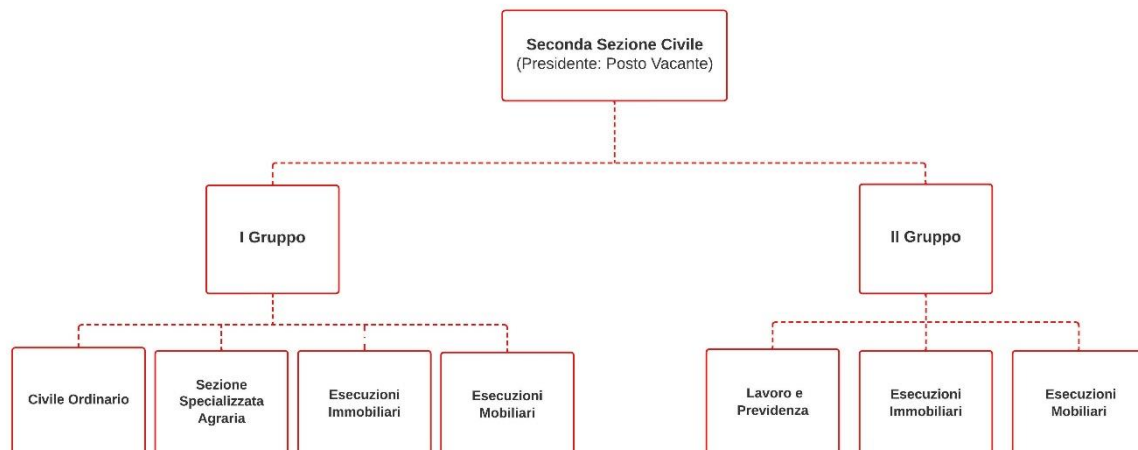 Seconda Sezione Civile
(Presidente: Posto Vacante)
I Gruppo
II Gruppo
Civile Ordinario
Sezione
Specializzata
Agraria
Esecuzioni
Immobiliari
Esecuzioni
Mobiliari
Lavoro e
Previdenza
Esecuzioni
Immobiliari
Esecuzioni
Mobiliari